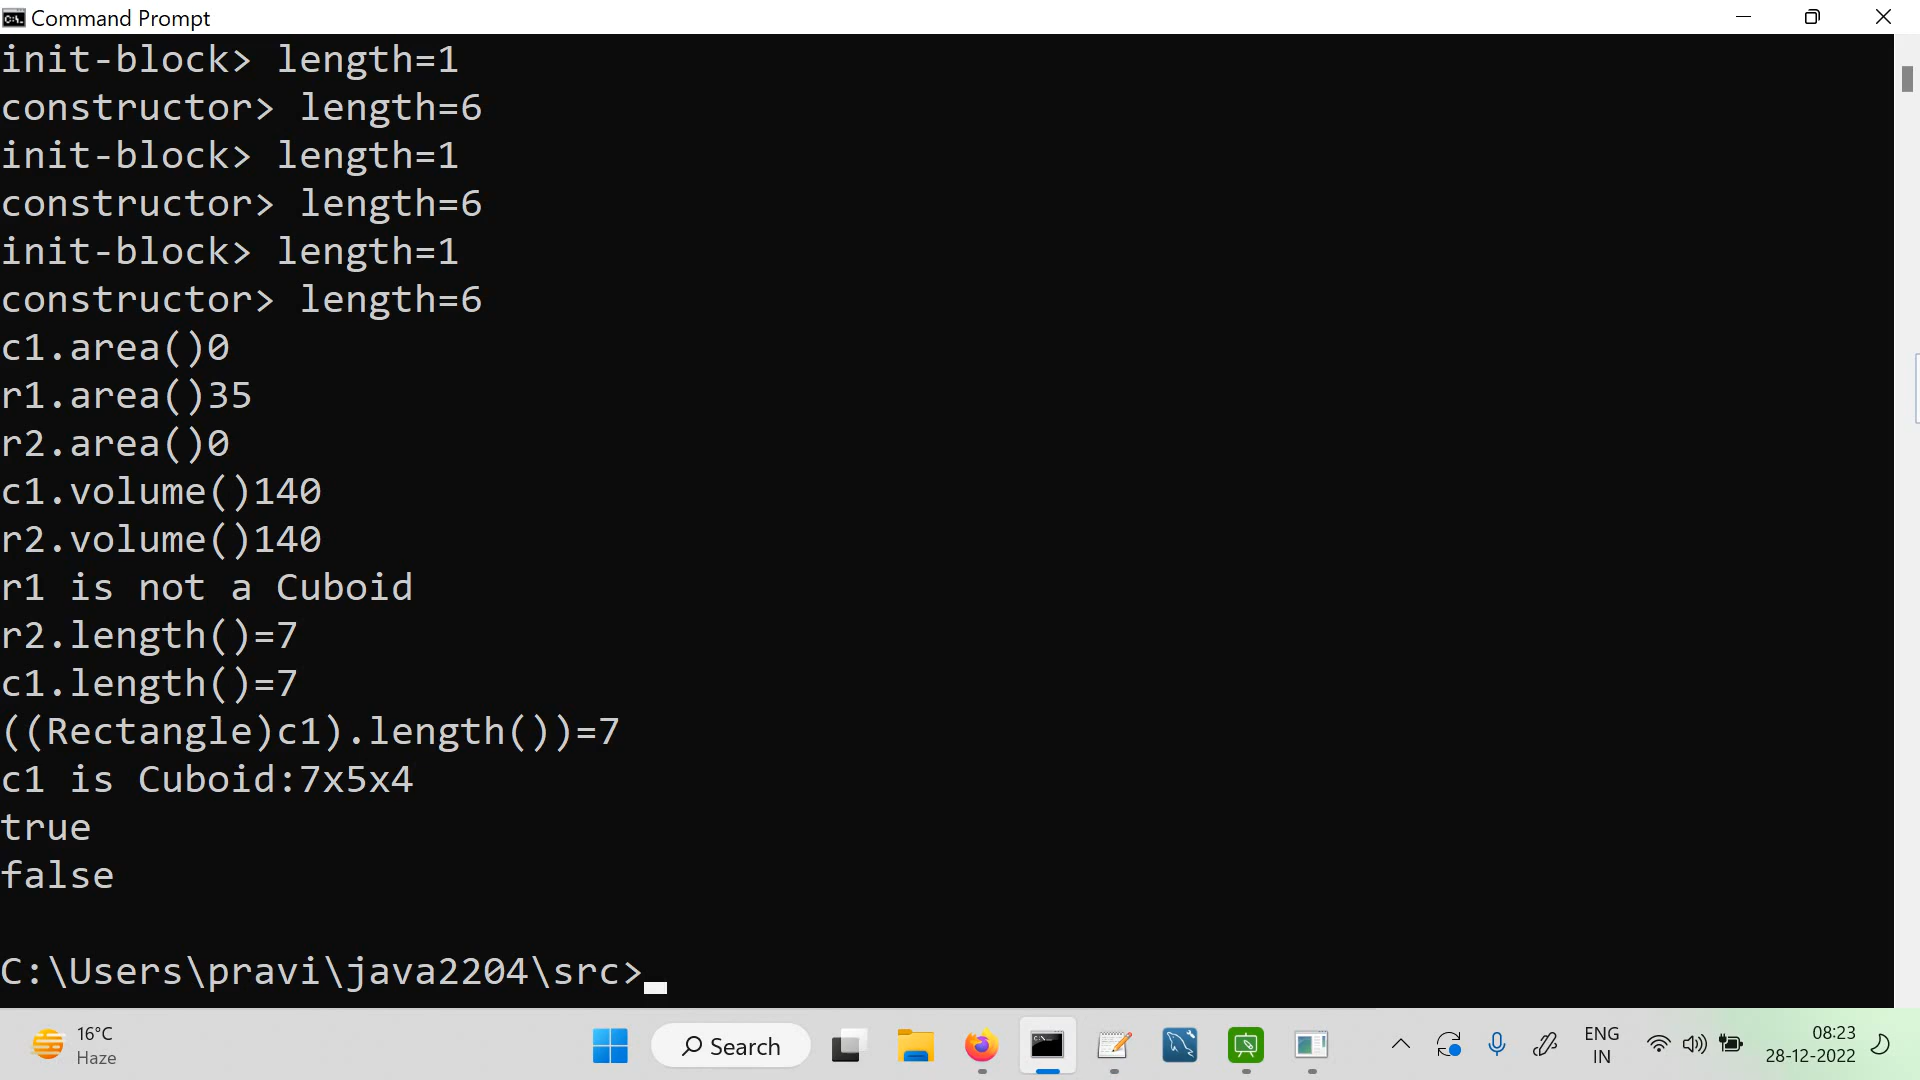 Command Prompt
init-block> length=1
constructor> length=6
init-block> length=1
constructor> length=6
init-block> length=1
constructor> length=6
c1.area()0
r1.area()35
r2.area()0
c1.volume()140
r2.volume()140
r1 is not a Cuboid
r2.length()=7
c1.length()=7
((Rectangle)c1).length())=7
c1 is Cuboid:7x5x4
true
false
C:\Users\pravi\java2204\src>
16°C
Haze
Search
ENG
IN
08:23
28-12-2022